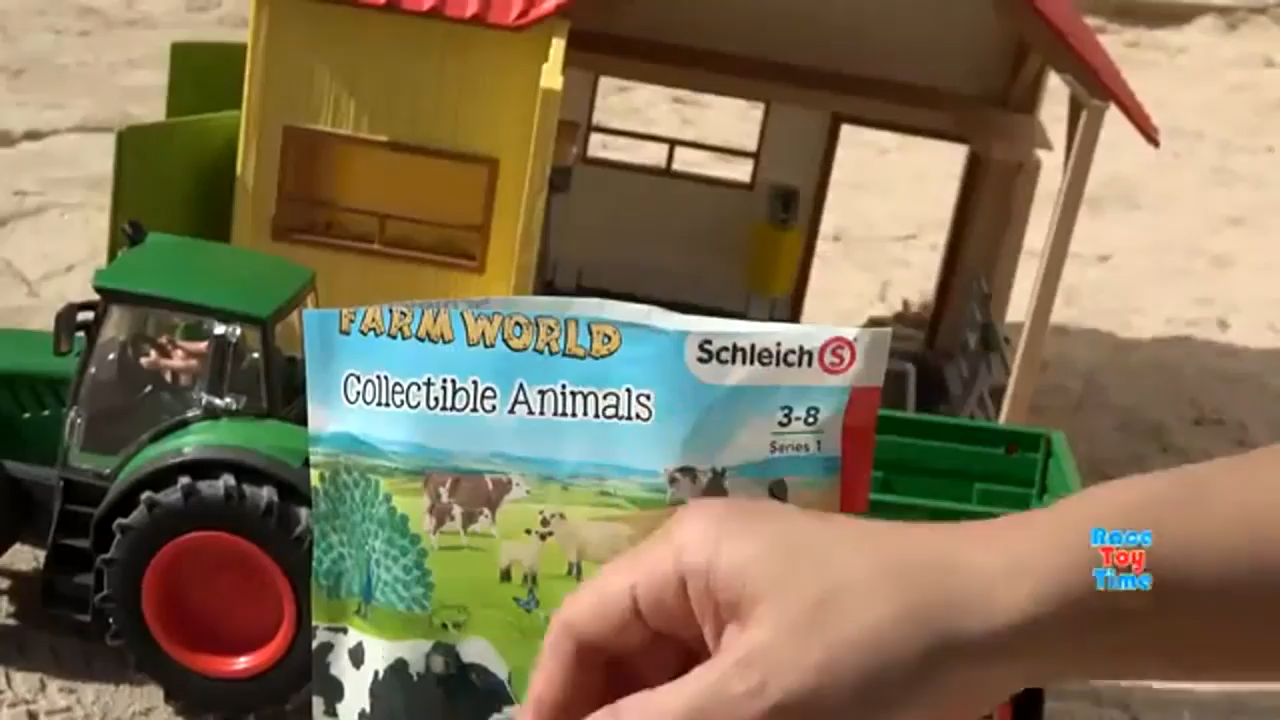 FARM WORLD
Schleich S
Collectible Animals
3-8
Series 1
Race
Toy
Time